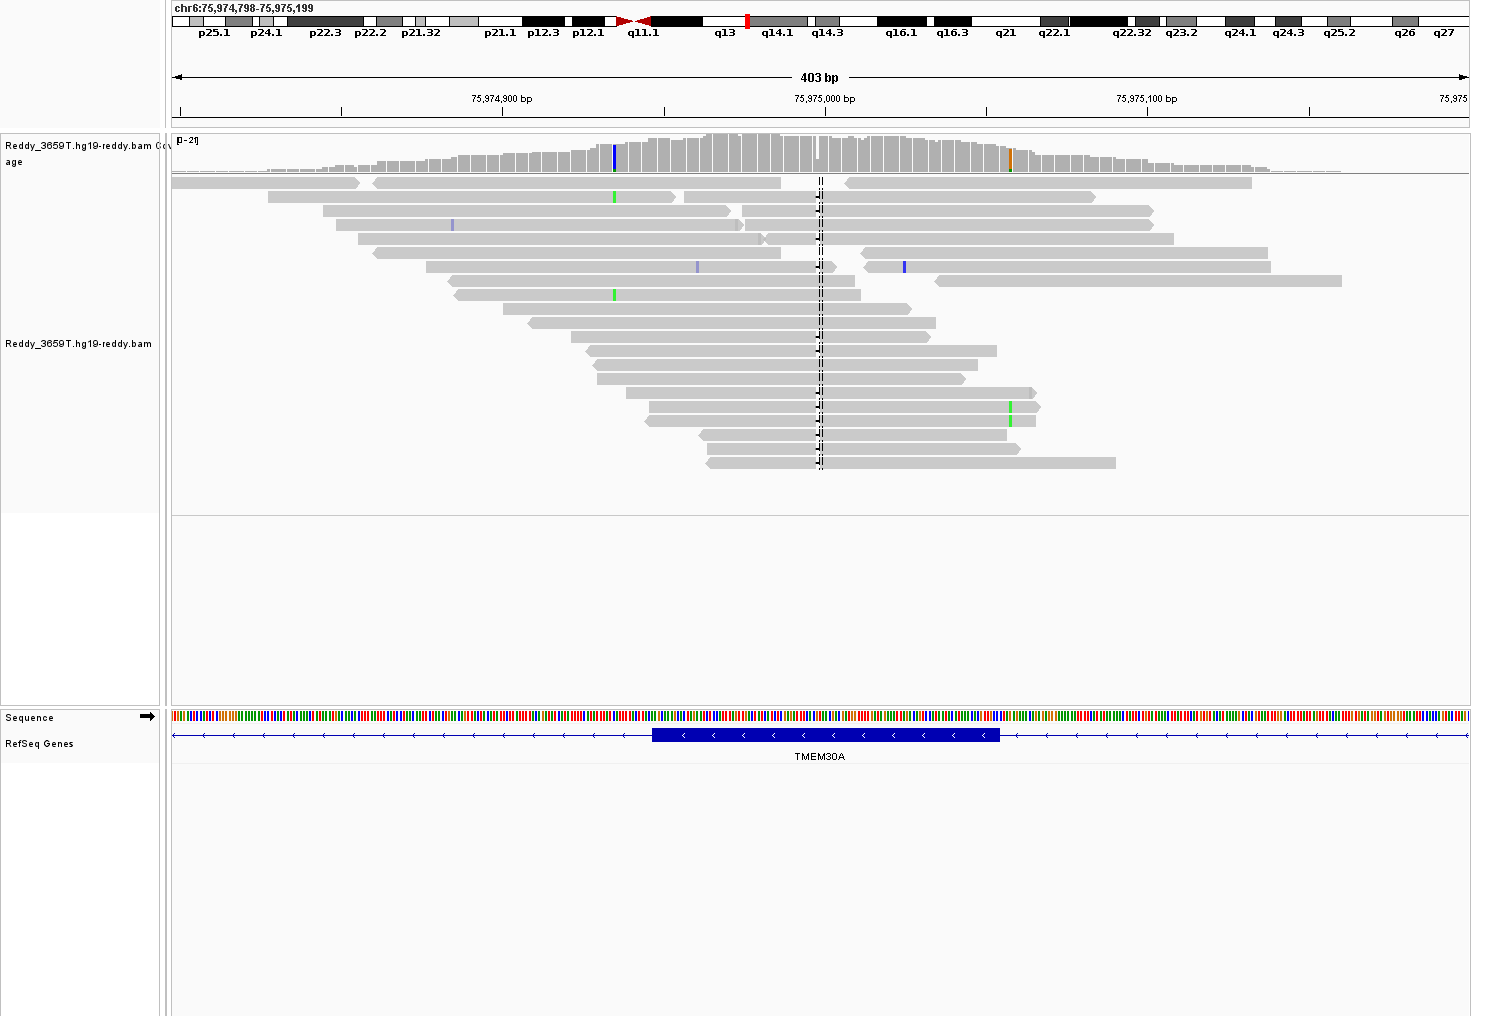 chr6:75,974,798-75,975,199
p25.1 p24.1 p22.3 p22.2 p21.32 p21.1 p12.3 p12.1 q11.1 q13 q14.1 q14.3 q16.1 q16.3 q21 q22.1 q22.32 q23.2 q24.1 q24.3 q25.2 q26 q27
403 bp
75,974,900 bp 75,975,000 bp 75,975,100 bp 75,975
Reddy_3659T.hg19-reddy.bam Cov
age
[0-21]
Reddy_3659T.hg19-reddy.bam
Sequence
RefSeq Genes
TMEM30A